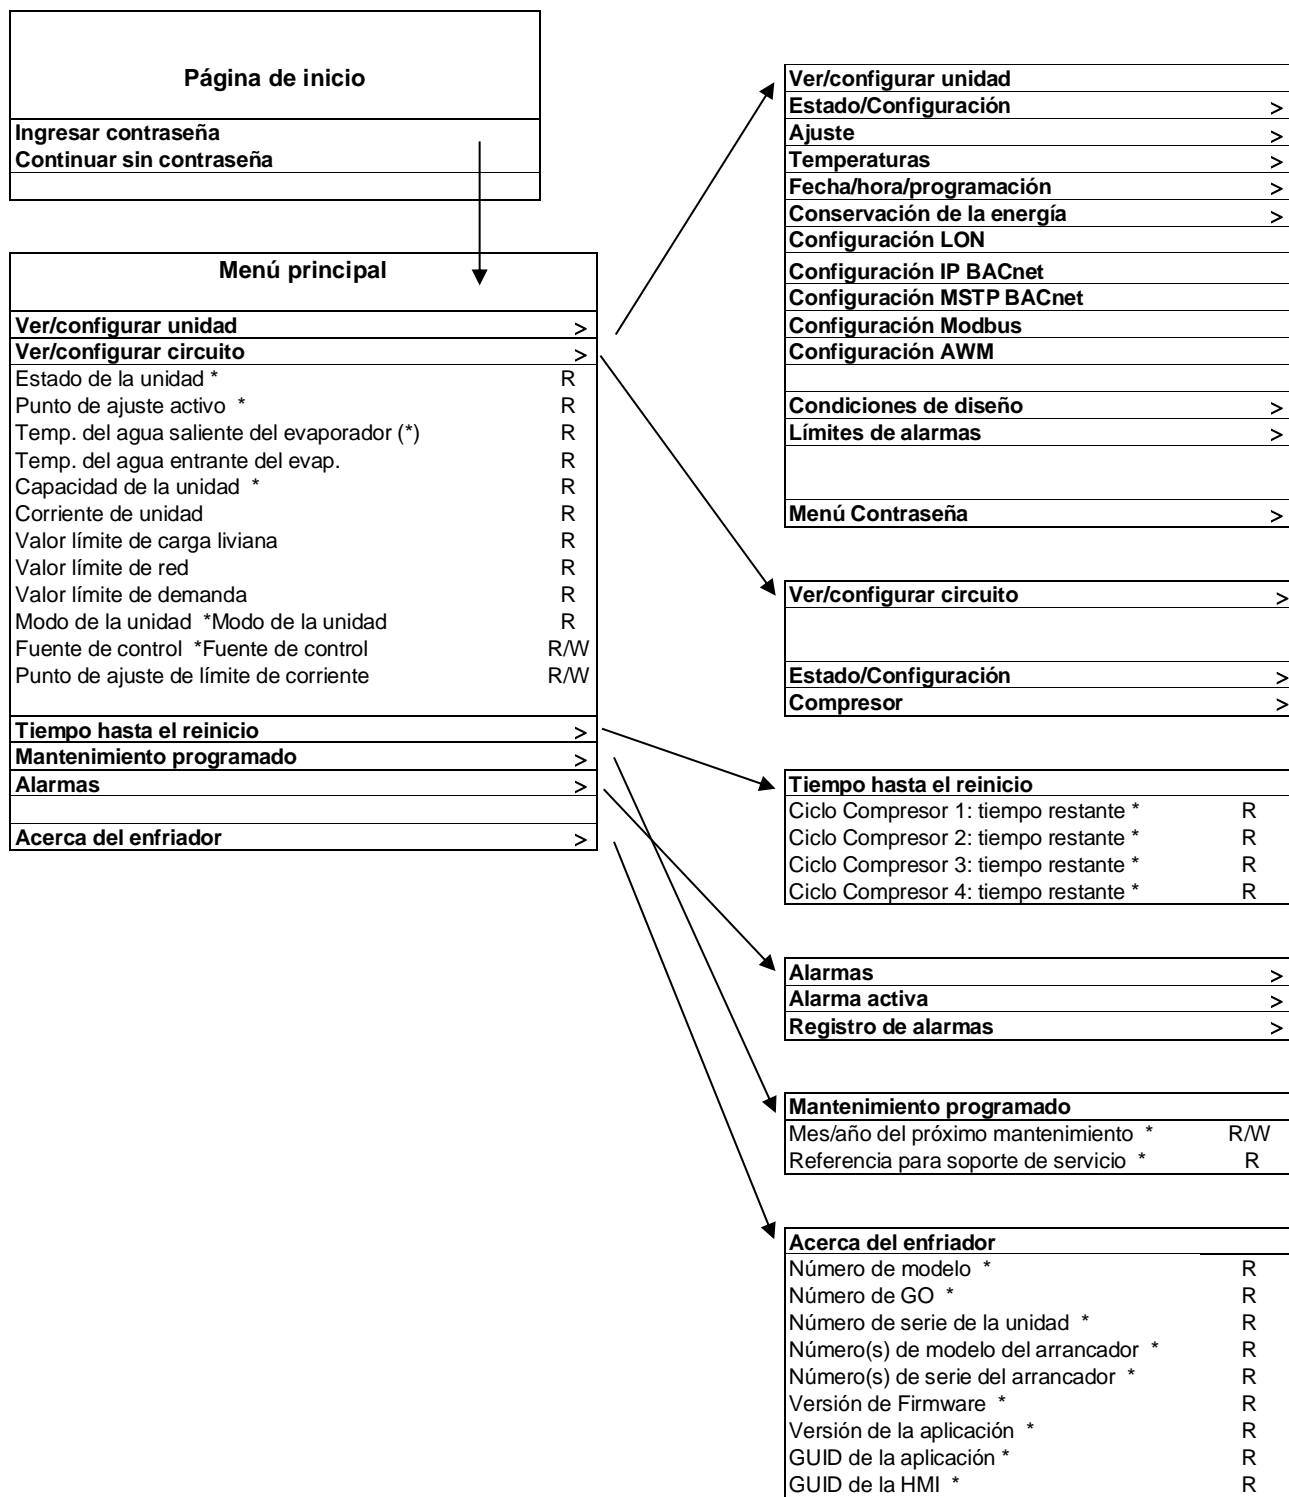 Página de inicio
Ingresar contraseña
Continuar sin contraseña
Menú principal
Ver/configurar unidad >
Ver/configurar circuito >
Estado de la unidad * R
Punto de ajuste activo * R
Temp. del agua saliente del evaporador (*) R
Temp. del agua entrante del evap. R
Capacidad de la unidad * R
Corriente de unidad R
Valor límite de carga liviana R
Valor límite de red R
Valor límite de demanda R
Modo de la unidad *Modo de la unidad R
Fuente de control *Fuente de control R/W
Punto de ajuste de límite de corriente R/W
Tiempo hasta el reinicio >
Mantenimiento programado >
Alarmas >
Acerca del enfriador >
Ver/configurar unidad
Estado/Configuración >
Ajuste >
Temperaturas >
Fecha/hora/programación >
Conservación de la energía >
Configuración LON
Configuración IP BACnet
Configuración MSTP BACnet
Configuración Modbus
Configuración AWM
Condiciones de diseño >
Límites de alarmas >
Menú Contraseña >
Ver/configurar circuito >
Estado/Configuración >
Compresor >
Tiempo hasta el reinicio
Ciclo Compresor 1: tiempo restante * R
Ciclo Compresor 2: tiempo restante * R
Ciclo Compresor 3: tiempo restante * R
Ciclo Compresor 4: tiempo restante * R
Alarmas >
Alarma activa >
Registro de alarmas >
Mantenimiento programado
Mes/año del próximo mantenimiento * R/W
Referencia para soporte de servicio * R
Acerca del enfriador
Número de modelo * R
Número de GO * R
Número de serie de la unidad * R
Número(s) de modelo del arrancador * R
Número(s) de serie del arrancador * R
Versión de Firmware * R
Versión de la aplicación * R
GUID de la aplicación * R
GUID de la HMI * R